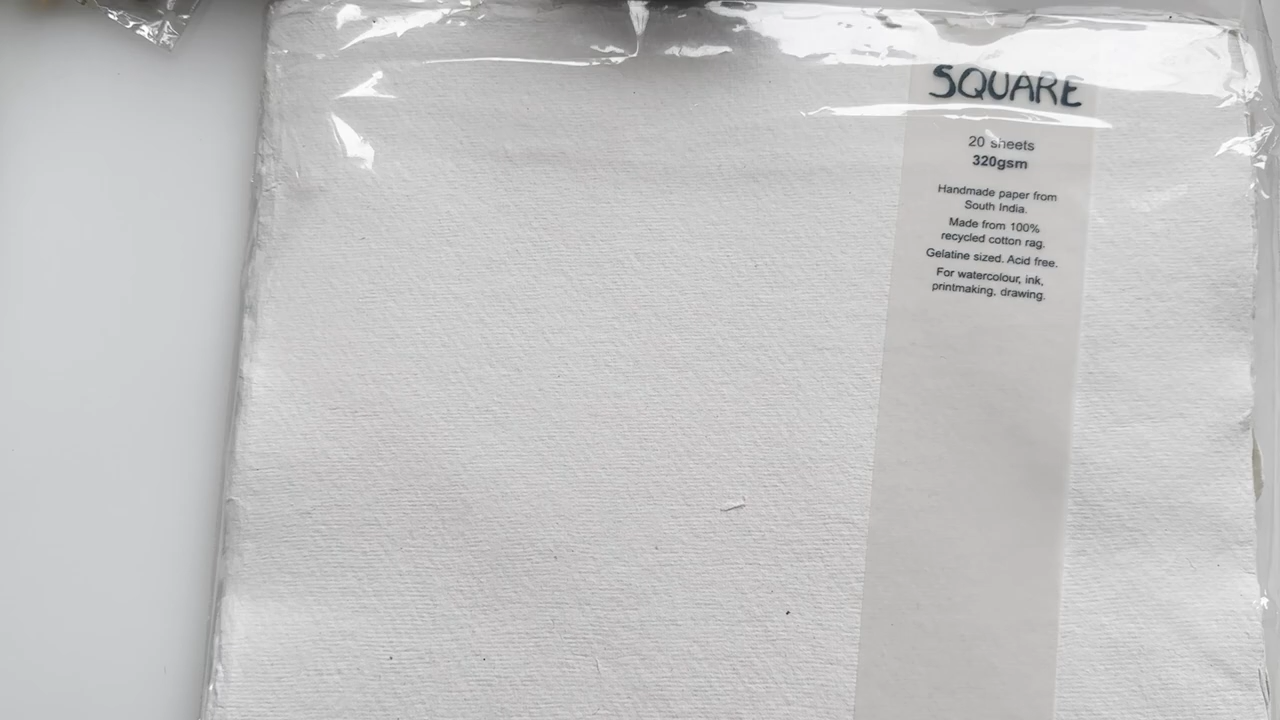 SQUARE
20 sheets
320gsm
Handmade paper from
South India.
Made from 100%
recycled cotton rag.
Gelatine sized. Acid free.
For watercolour, ink,
printmaking, drawing.